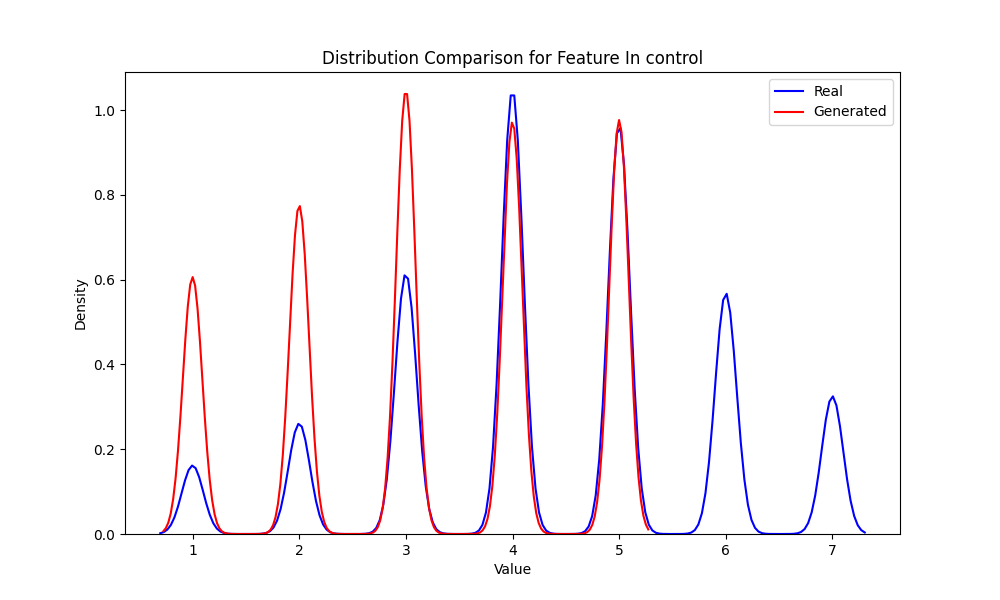 Distribution Comparison for Feature In control
Real
Generated
1.0
0.8
0.6
0.4
0.2
0.0
Density
1 2 3 4 5 6 7
Value